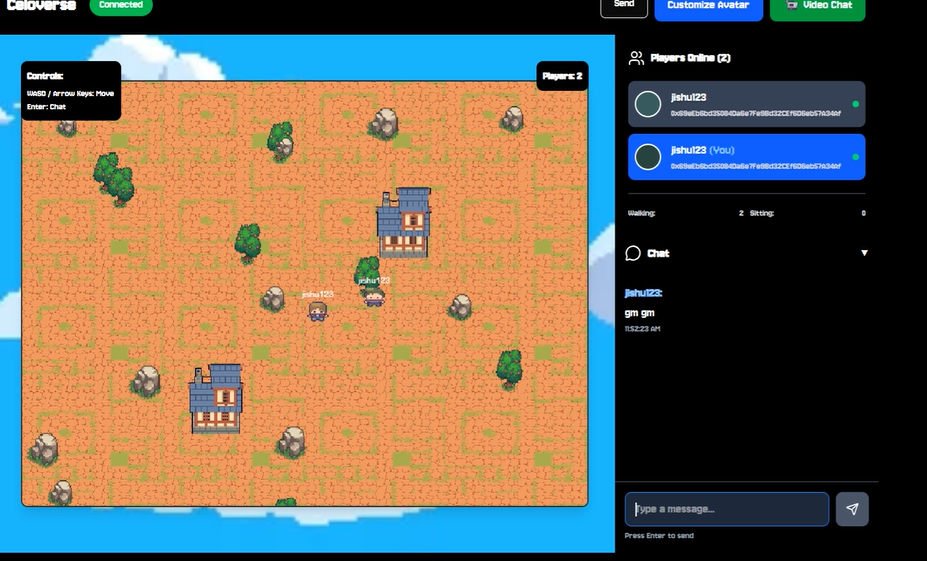 Celoverse
Connected
Send
Customize Avatar
Video Chat
Controls:
WASD / Arrow Keys: Move
Enter: Chat
Players: 2
jishu123
jishu123
Players Online (2)
jishu123
jishu123 (You)
Walking: 2 Sitting: 0
Chat
jishu123:
gm gm
11:52:23 AM
Type a message...
Press Enter to send